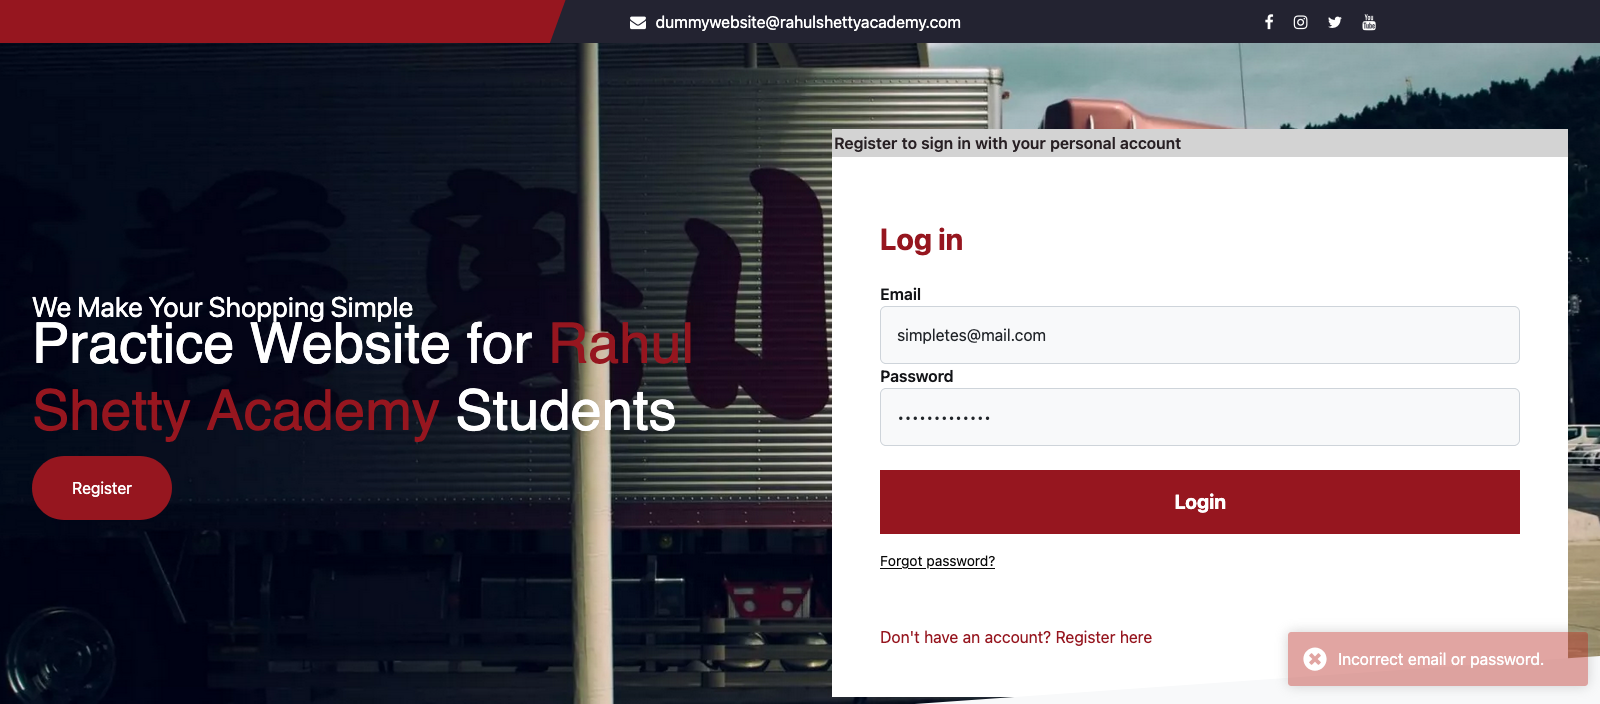 dummywebsite@rahulshettyacademy.com
Register to sign in with your personal account
We Make Your Shopping Simple
Practice Website for Rahul
Shetty Academy Students
Register
Log in
Email
simpletes@mail.com
Password
•••••••••••••
Login
Forgot password?
Don't have an account? Register here
Incorrect email or password.